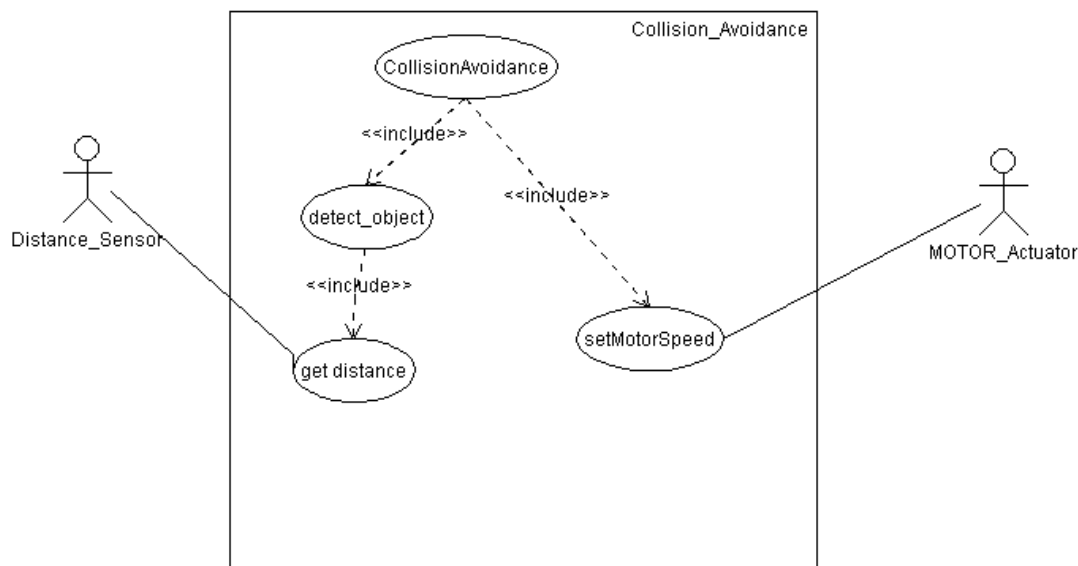 Collision_Avoidance
CollisionAvoidance
<<include>>
<<include>>
detect_object
Distance_Sensor
MOTOR_Actuator
<<include>>
setMotorSpeed
get distance